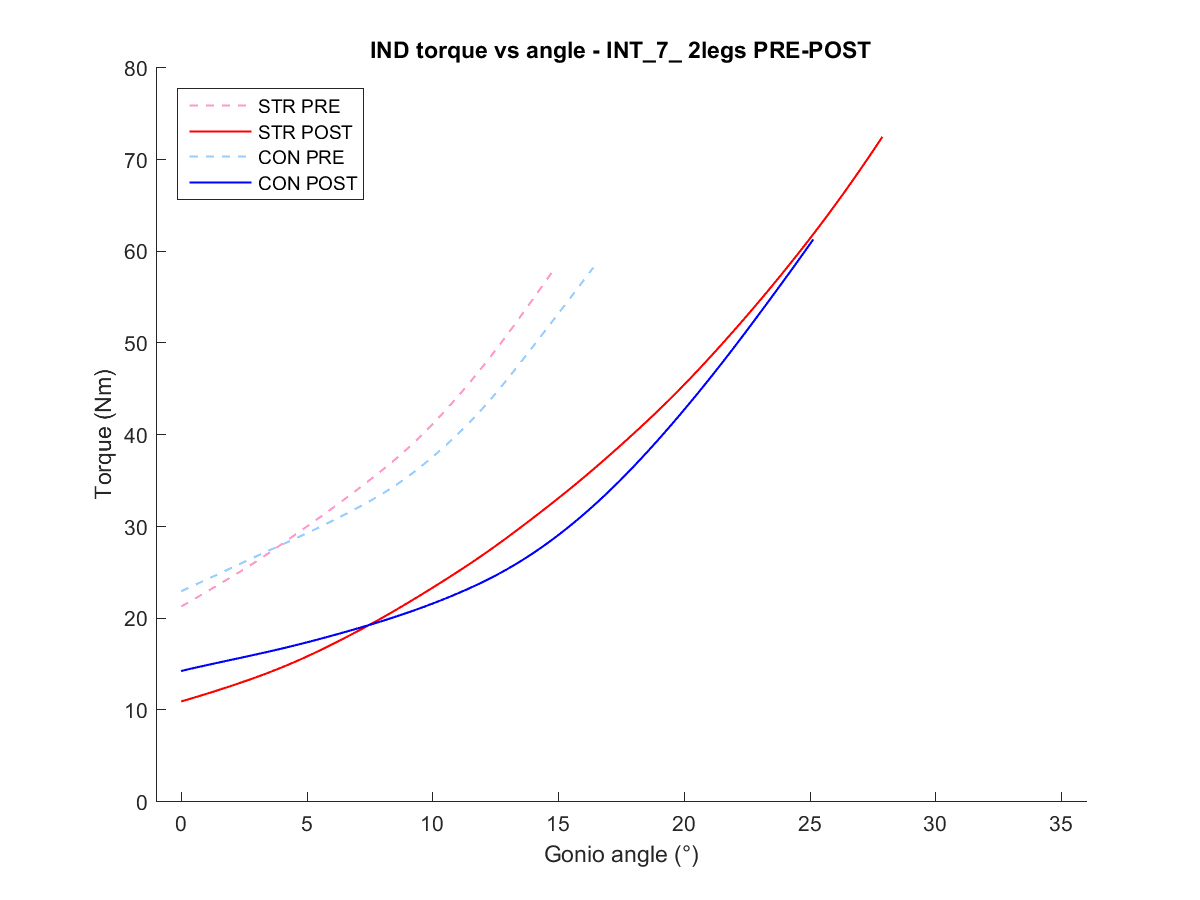 IND torque vs angle - INT_7_ 2legs PRE-POST
80
70
60
50
40
30
20
10
0
Torque (Nm)
STR PRE
STR POST
CON PRE
CON POST
0 5 10 15 20 25 30 35
Gonio angle (°)